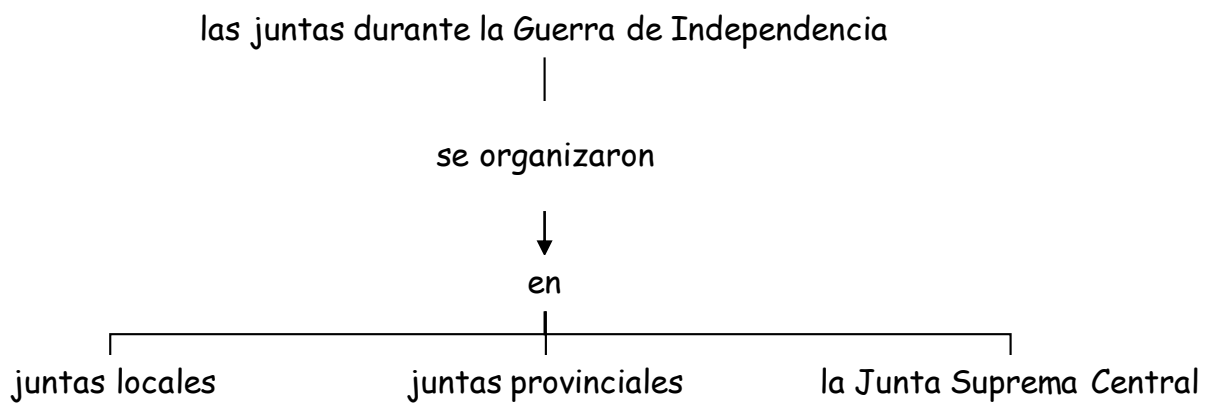 las juntas durante la Guerra de Independencia
se organizaron
en
juntas locales juntas provinciales la Junta Suprema Central